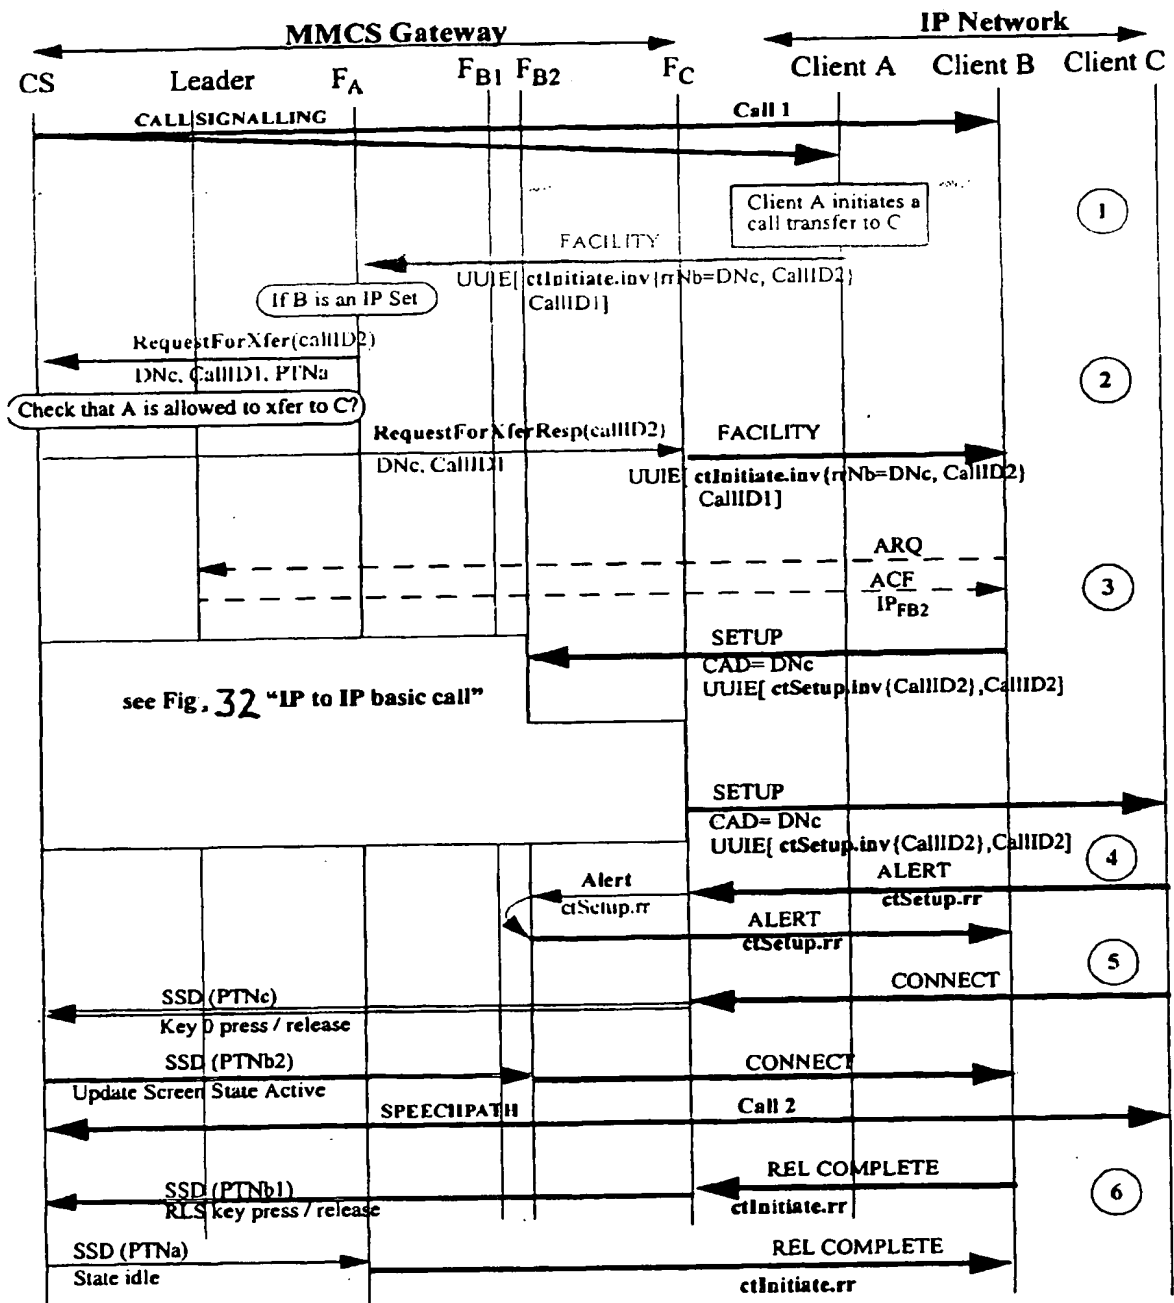 MMCS Gateway
IP Network
CS
Leader
FA
FB1
FB2
FC
Client A
Client B
Client C
CALL SIGNALLING
Call 1
Client A initiates a
call transfer to C
1
FACILITY
UUIE[ ctInitiate.inv{rrNb=DNc, CallID2}
CallID1]
If B is an IP Set
RequestForXfer(callID2)
DNc, CallID1, PTNa
2
Check that A is allowed to xfer to C?
RequestForXferResp(callID2)
DNc, CallID1
FACILITY
UUIE[ ctInitiate.inv{rrNb=DNc, CallID2}
CallID1]
ARQ
ACF
IPFB2
3
SETUP
CAD= DNc
UUIE[ ctSetup.inv{CallID2},CallID2]
see Fig. 32 "IP to IP basic call"
SETUP
CAD= DNc
UUIE[ ctSetup.inv{CallID2},CallID2]
4
Alert
ctSetup.rr
ALERT
ctSetup.rr
ALERT
ctSetup.rr
5
CONNECT
SSD (PTNc)
Key 0 press / release
SSD (PTNb2)
Update Screen State Active
CONNECT
SPEECHPATH
Call 2
REL COMPLETE
ctInitiate.rr
6
SSD (PTNb1)
RLS key press / release
SSD (PTNa)
State idle
REL COMPLETE
ctInitiate.rr